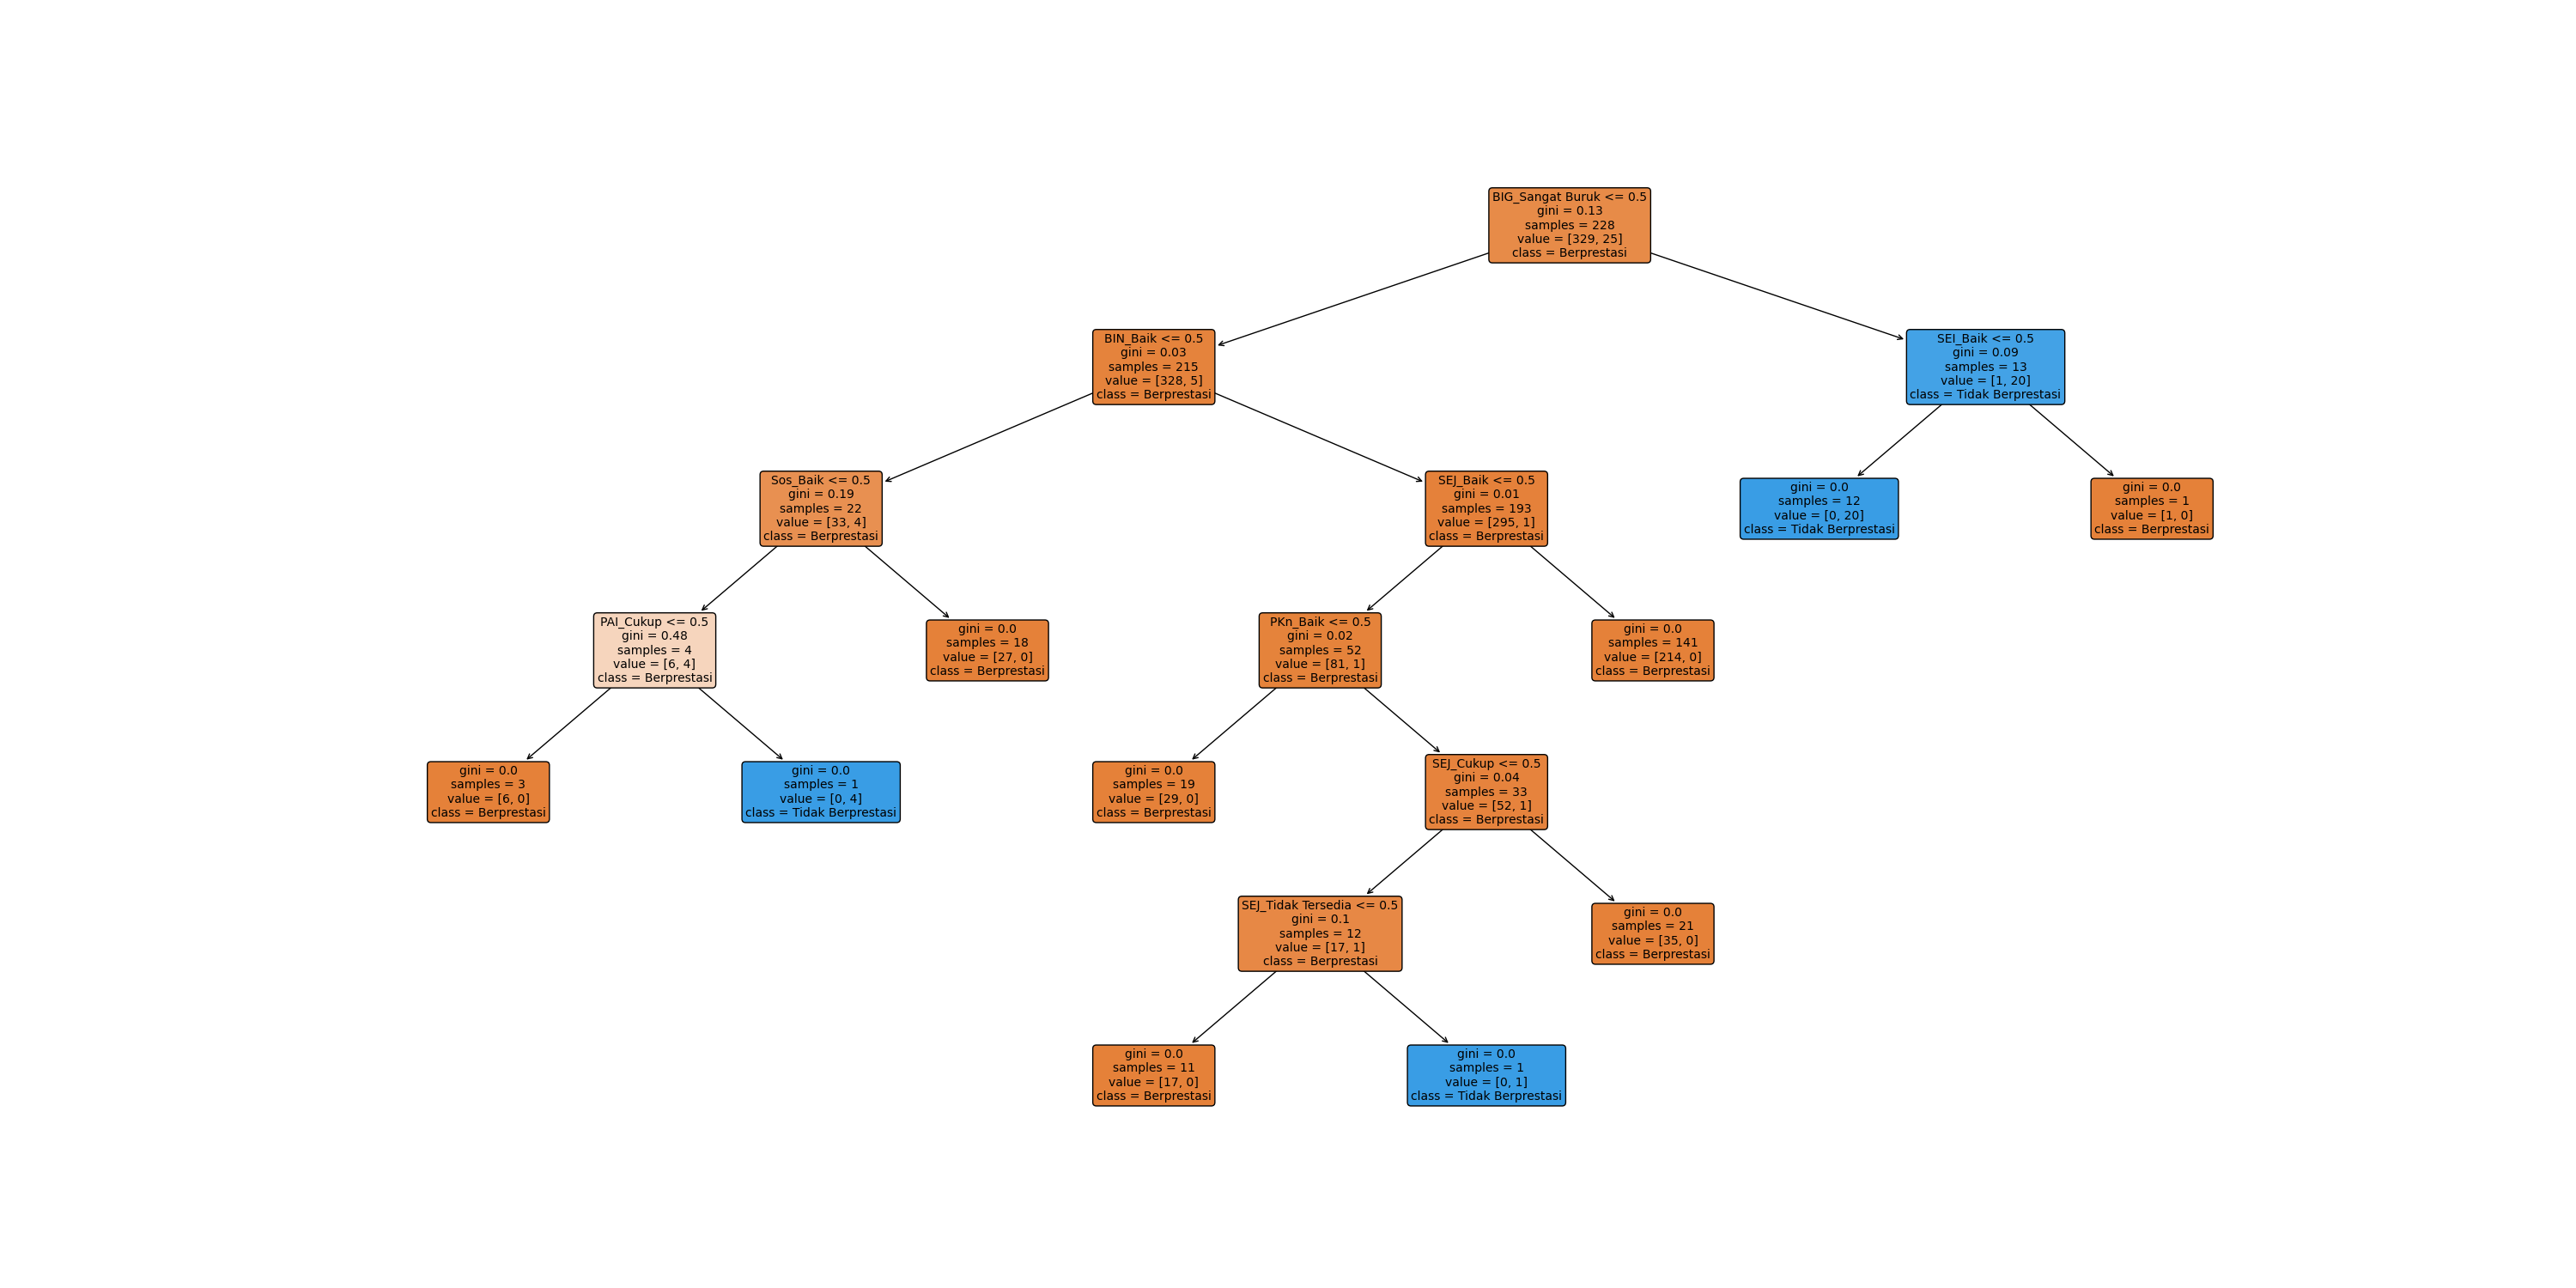 BIG_Sangat Buruk <= 0.5
gini = 0.13
samples = 228
value = [329, 25]
class = Berprestasi
BIN_Baik <= 0.5
gini = 0.03
samples = 215
value = [328, 5]
class = Berprestasi
SEI_Baik <= 0.5
gini = 0.09
samples = 13
value = [1, 20]
class = Tidak Berprestasi
Sos_Baik <= 0.5
gini = 0.19
samples = 22
value = [33, 4]
class = Berprestasi
SEJ_Baik <= 0.5
gini = 0.01
samples = 193
value = [295, 1]
class = Berprestasi
gini = 0.0
samples = 12
value = [0, 20]
class = Tidak Berprestasi
gini = 0.0
samples = 1
value = [1, 0]
class = Berprestasi
PAI_Cukup <= 0.5
gini = 0.48
samples = 4
value = [6, 4]
class = Berprestasi
gini = 0.0
samples = 18
value = [27, 0]
class = Berprestasi
PKn_Baik <= 0.5
gini = 0.02
samples = 52
value = [81, 1]
class = Berprestasi
gini = 0.0
samples = 141
value = [214, 0]
class = Berprestasi
gini = 0.0
samples = 3
value = [6, 0]
class = Berprestasi
gini = 0.0
samples = 1
value = [0, 4]
class = Tidak Berprestasi
gini = 0.0
samples = 19
value = [29, 0]
class = Berprestasi
SEJ_Cukup <= 0.5
gini = 0.04
samples = 33
value = [52, 1]
class = Berprestasi
SEJ_Tidak Tersedia <= 0.5
gini = 0.1
samples = 12
value = [17, 1]
class = Berprestasi
gini = 0.0
samples = 21
value = [35, 0]
class = Berprestasi
gini = 0.0
samples = 11
value = [17, 0]
class = Berprestasi
gini = 0.0
samples = 1
value = [0, 1]
class = Tidak Berprestasi